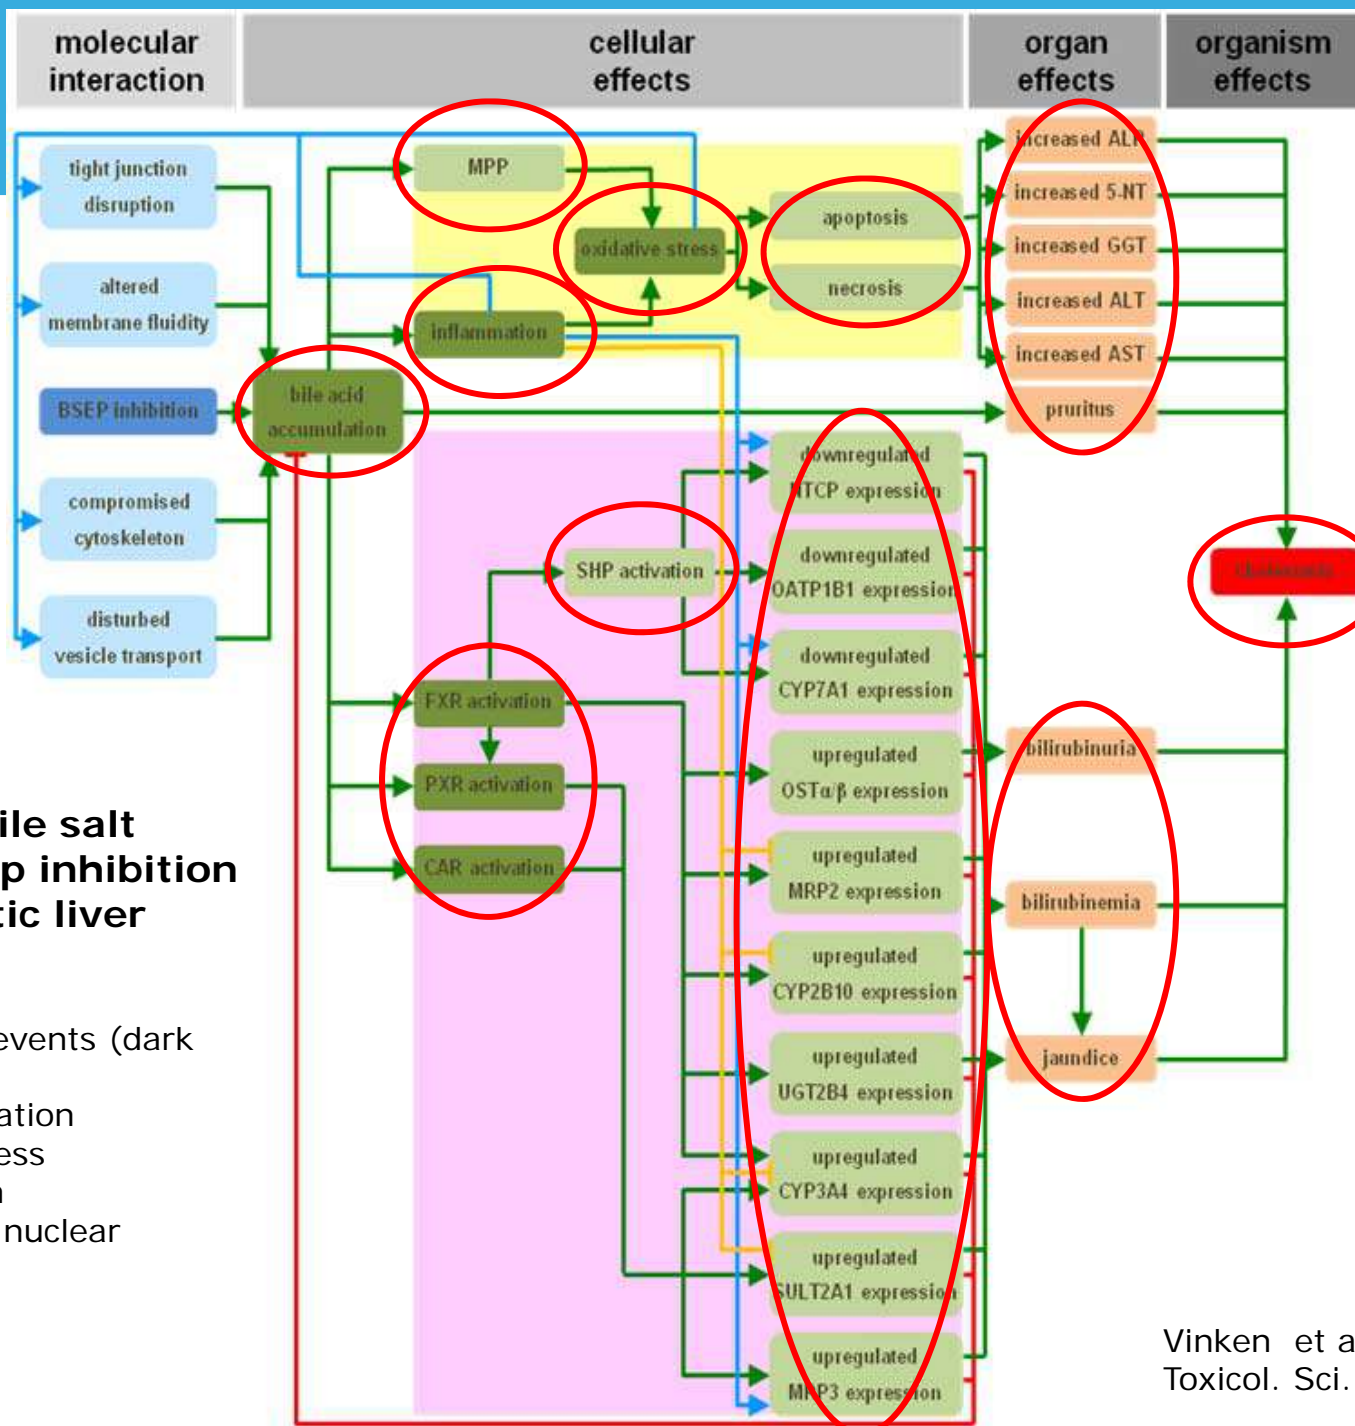 molecular
interaction
cellular
effects
organ
effects
organism
effects
tight junction
disruption
altered
membrane fluidity
BSEP inhibition
compromised
cytoskeleton
disturbed
vesicle transport
bile acid
accumulation
MPP
inflammation
oxidative stress
apoptosis
necrosis
SHP activation
FXR activation
PXR activation
CAR activation
downregulated
NTCP expression
downregulated
OATP1B1 expression
downregulated
CYP7A1 expression
upregulated
OSTα/β expression
upregulated
MRP2 expression
upregulated
CYP2B10 expression
upregulated
UGT2B4 expression
upregulated
CYP3A4 expression
upregulated
SULT2A1 expression
upregulated
MRP3 expression
increased ALP
increased 5-NT
increased GGT
increased ALT
increased AST
pruritus
bilirubinuria
bilirubinemia
jaundice
cholestasis
ile salt
p inhibition
tic liver
events (dark
ation
ess
n
nuclear
Vinken et a
Toxicol. Sci.